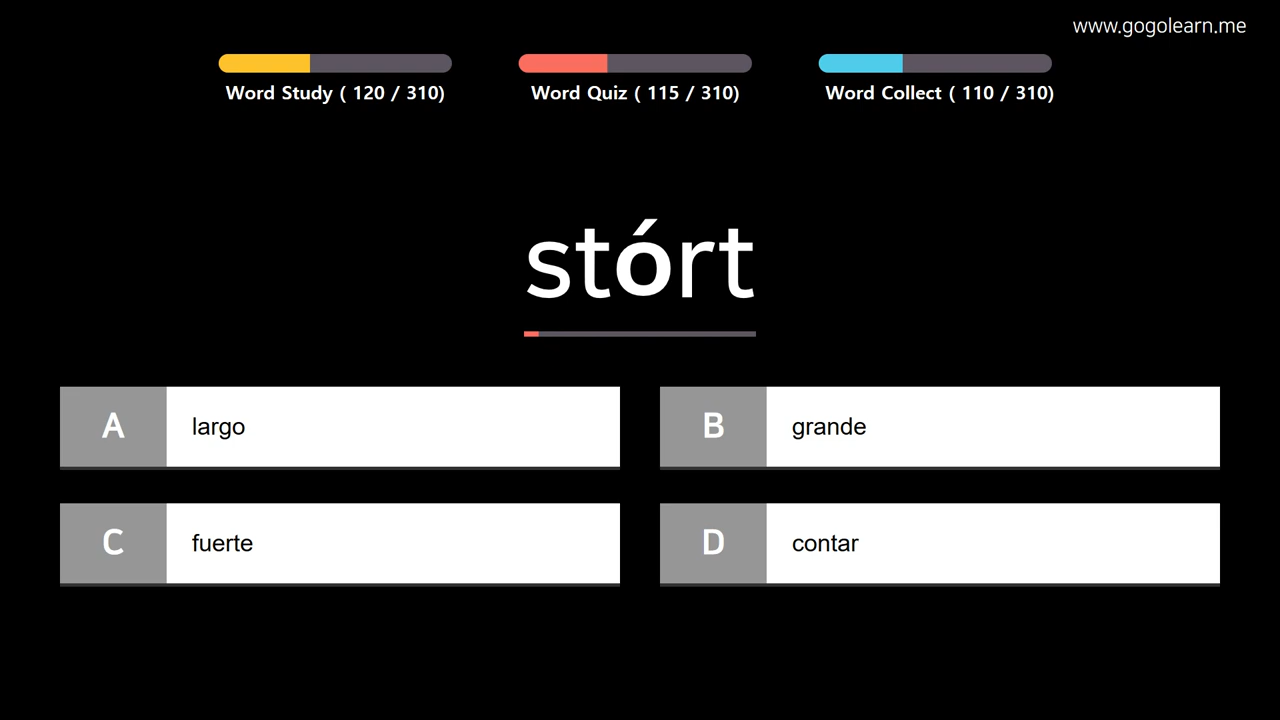 www.gogolearn.me
Word Study ( 120 / 310)
Word Quiz ( 115 / 310)
Word Collect ( 110 / 310)
stórt
A largo
B grande
C fuerte
D contar